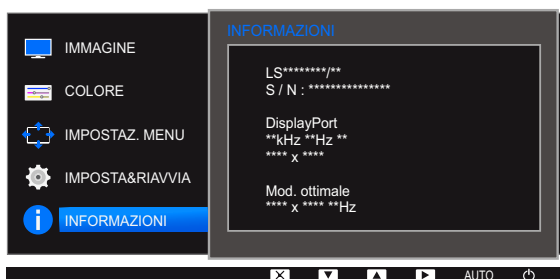 IMMAGINE
COLORE
IMPOSTAZ. MENU
IMPOSTA&RIAVVIA
INFORMAZIONI
INFORMAZIONI
LS********/**
S / N : ***************
DisplayPort
**kHz **Hz **
**** x ****
Mod. ottimale
**** x **** **Hz
AUTO